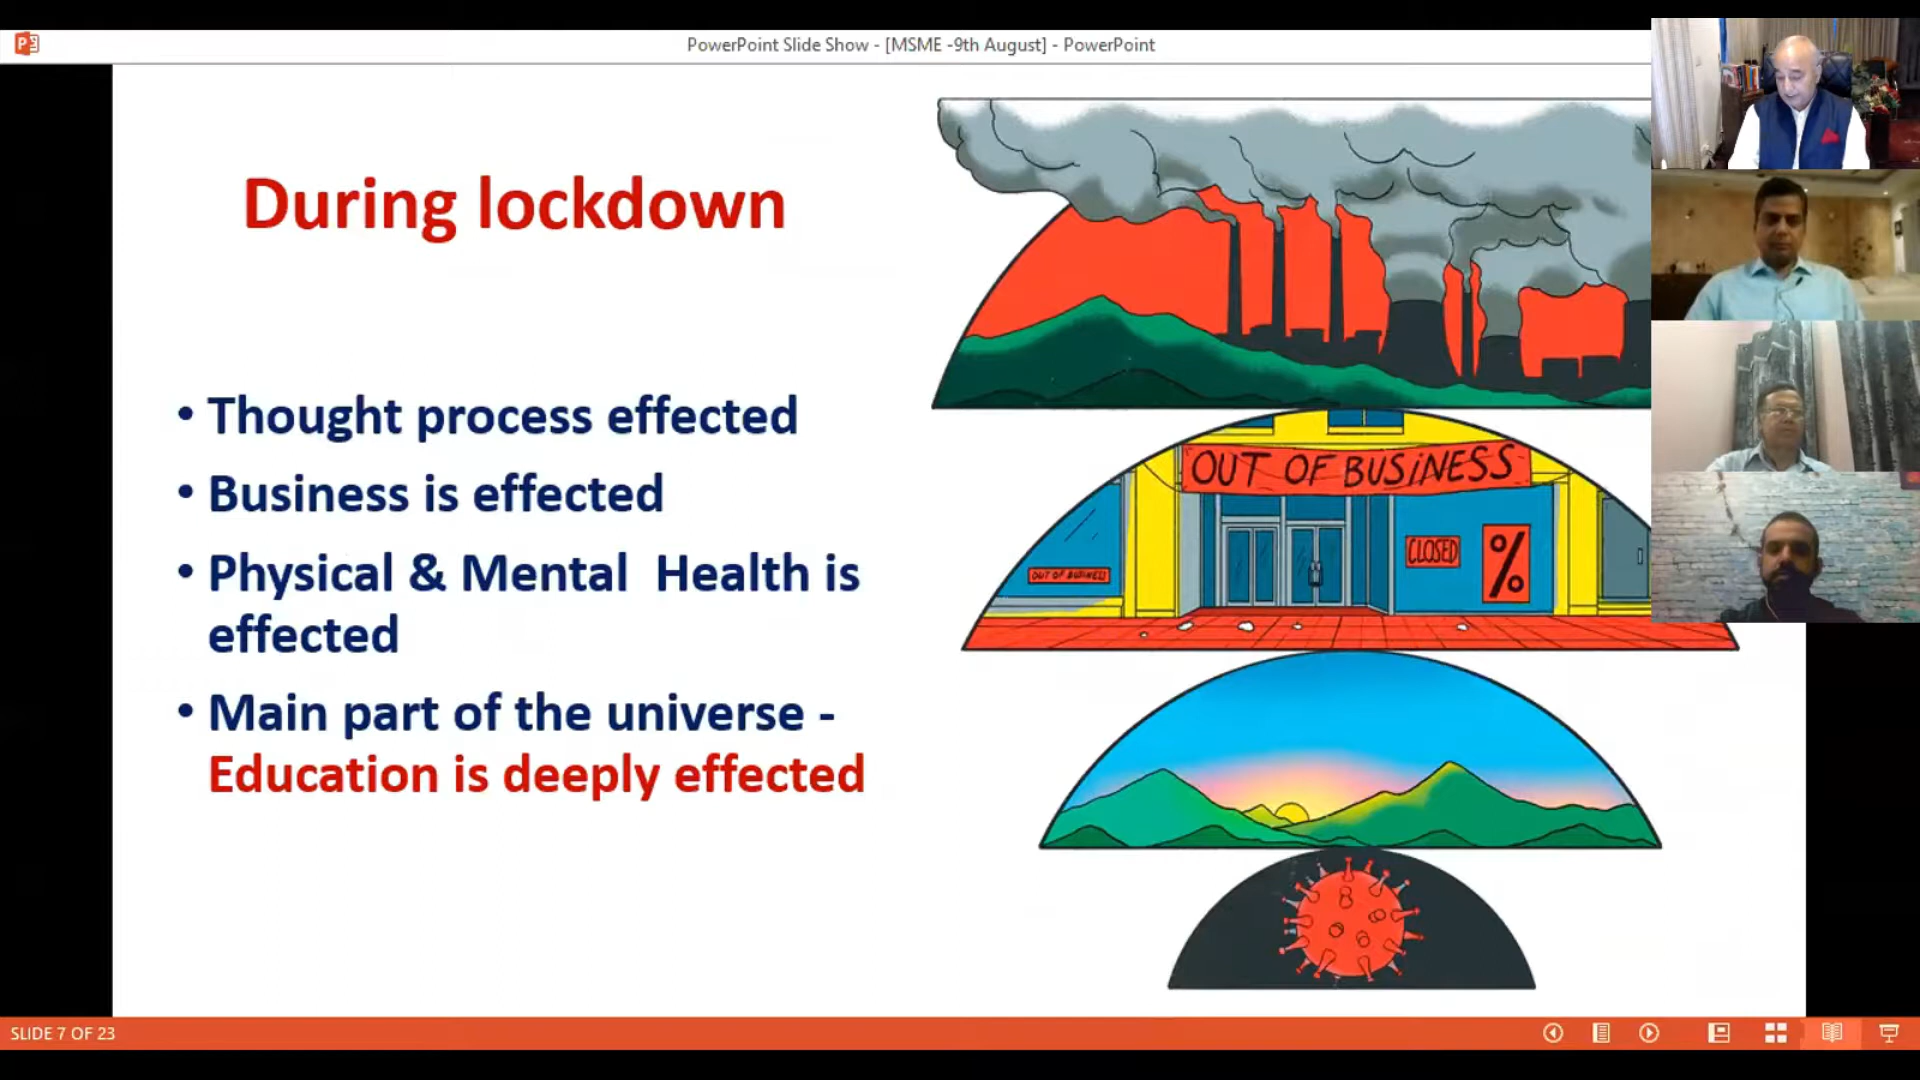 PowerPoint Slide Show - [MSME -9th August] - PowerPoint
During lockdown
• Thought process effected
• Business is effected
• Physical & Mental Health is
effected
• Main part of the universe -
Education is deeply effected
OUT OF BUSINESS
CLOSED
%
OUT OF BUSINESS
SLIDE 7 OF 23